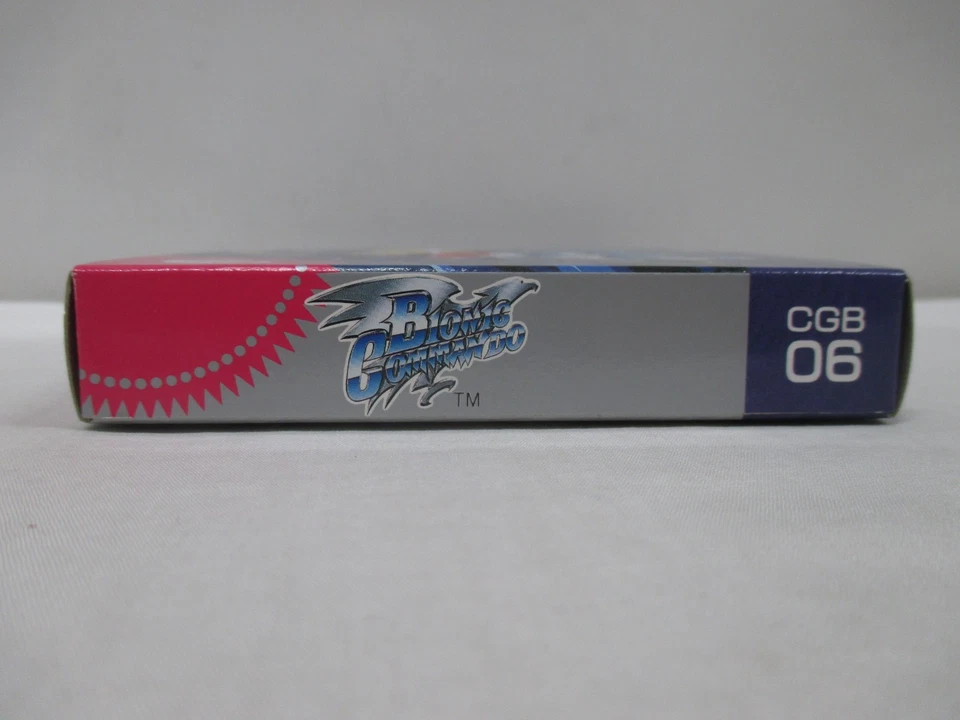 BIONIC
COMMANDO
TM
CGB
06